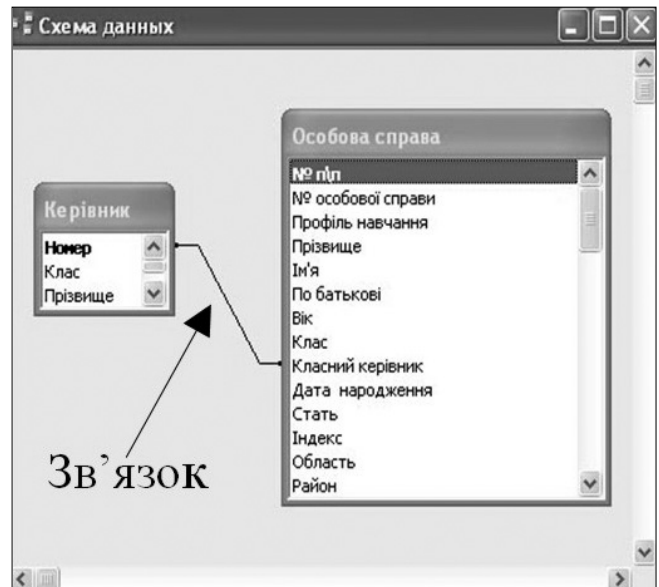 Схема данных
Особова справа
№ п\п
№ особової справи
Профіль навчання
Прізвище
Ім'я
По батькові
Вік
Клас
Класний керівник
Дата народження
Стать
Індекс
Область
Район
Керівник
Номер
Клас
Прізвище
Зв’язок